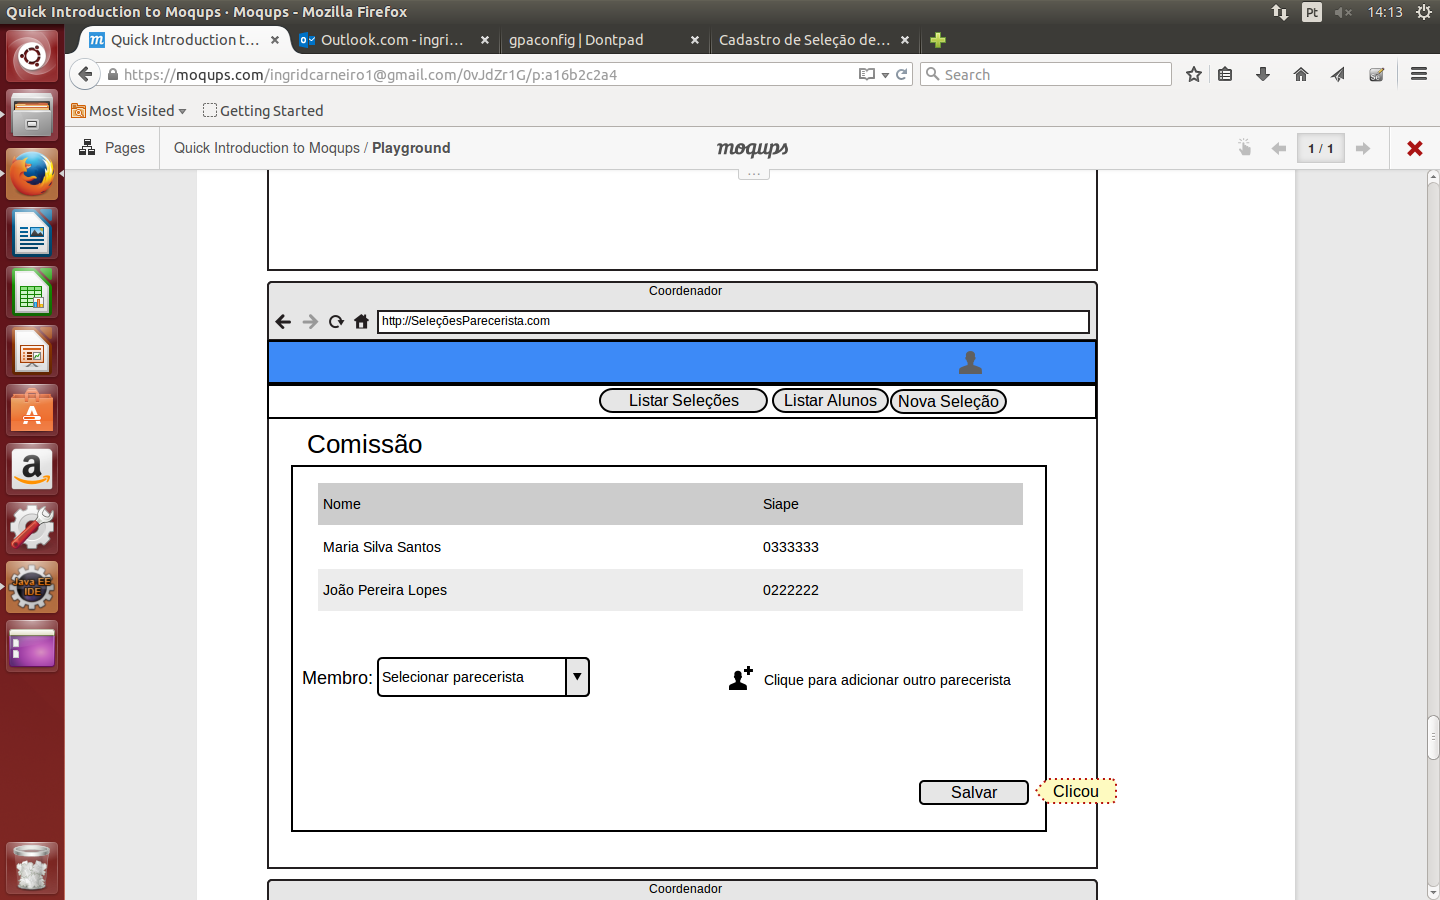 Quick Introduction to Moqups · Moqups - Mozilla Firefox
Pt
14:13
Quick Introduction t...
Outlook.com - ingri...
gpaconfig | Dontpad
Cadastro de Seleção de...
https://moqups.com/ingridcarneiro1@gmail.com/0vJdZr1G/p:a16b2c2a4
Search
Most Visited
Getting Started
Pages
Quick Introduction to Moqups / Playground
moqups
1 / 1
...
Coordenador
http://SeleçõesParecerista.com
Listar Seleções
Listar Alunos
Nova Seleção
Comissão
Nome
Siape
Maria Silva Santos
0333333
João Pereira Lopes
0222222
Membro:
Selecionar parecerista
Clique para adicionar outro parecerista
Salvar
Clicou
Coordenador
Java EE
IDE